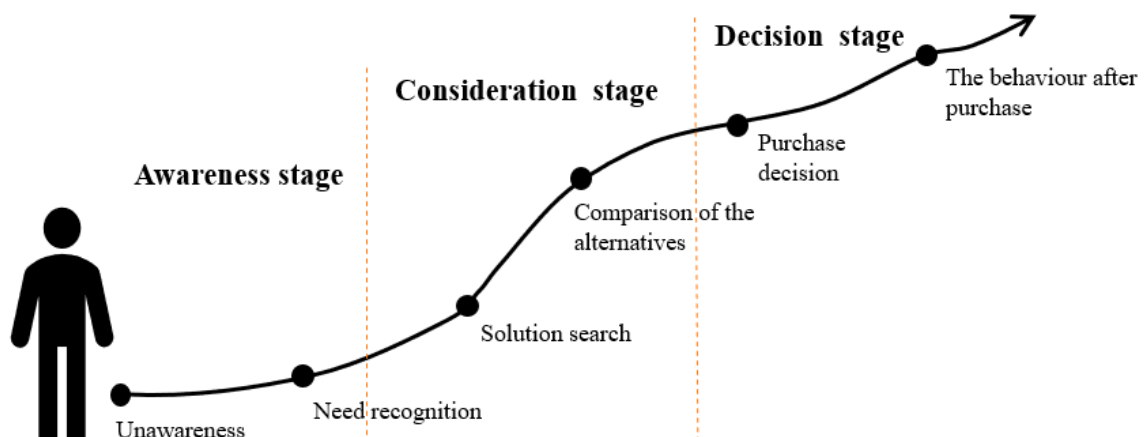 Decision stage
The behaviour after
purchase
Consideration stage
Purchase
decision
Awareness stage
Comparison of the
alternatives
Solution search
Need recognition
Unawareness